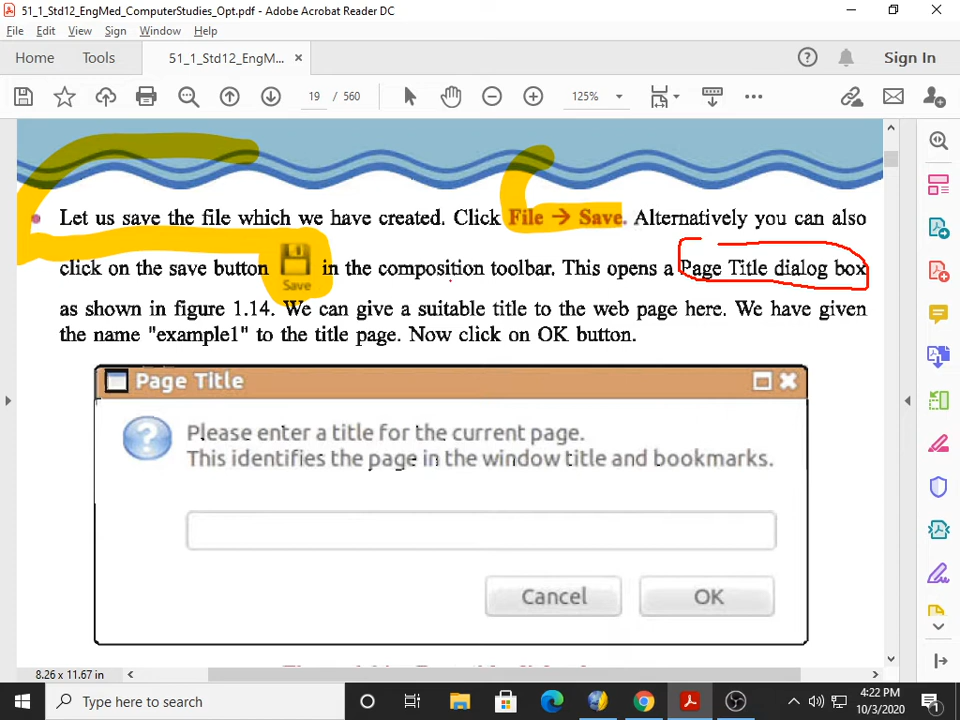 51_1_Std12_EngMed_ComputerStudies_Opt.pdf - Adobe Acrobat Reader DC
File Edit View Sign Window Help
Home Tools 51_1_Std12_EngM... Sign In
19 / 560 125%
Let us save the file which we have created. Click File → Save. Alternatively you can also
click on the save button Save in the composition toolbar. This opens a Page Title dialog box
as shown in figure 1.14. We can give a suitable title to the web page here. We have given
the name "example1" to the title page. Now click on OK button.
Page Title
Please enter a title for the current page.
This identifies the page in the window title and bookmarks.
Cancel OK
8.26 x 11.67 in
Type here to search
4:22 PM
10/3/2020
1